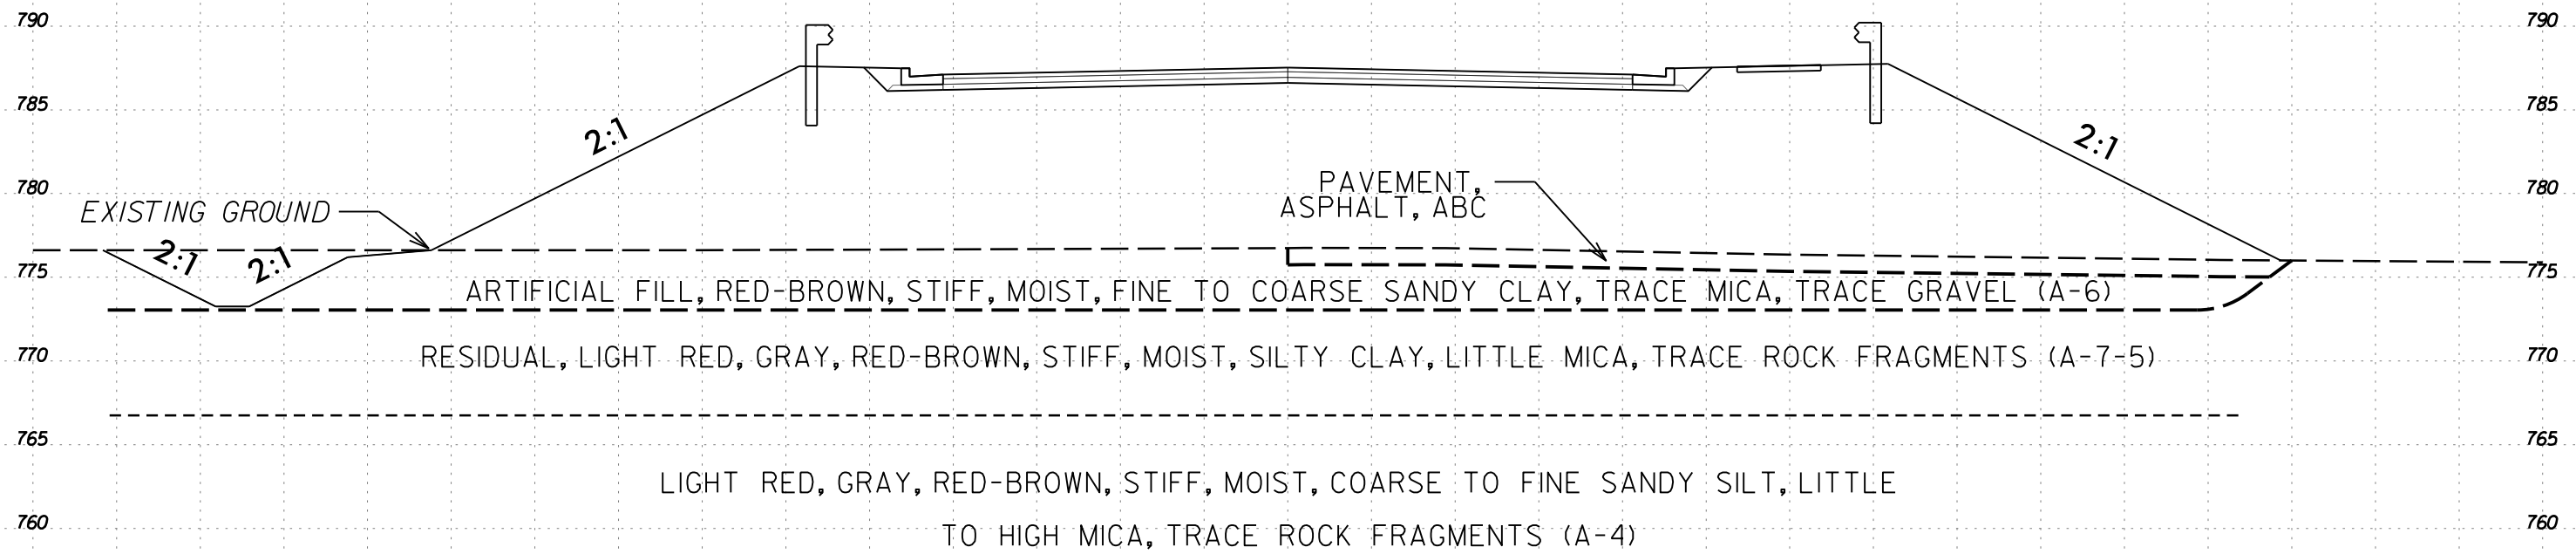 790 790
785 785
2:1 2:1
780 780
PAVEMENT,
ASPHALT, ABC
EXISTING GROUND
2:1 2:1
775 775
ARTIFICIAL FILL, RED-BROWN, STIFF, MOIST, FINE TO COARSE SANDY CLAY, TRACE MICA, TRACE GRAVEL (A-6)
770 770
RESIDUAL, LIGHT RED, GRAY, RED-BROWN, STIFF, MOIST, SILTY CLAY, LITTLE MICA, TRACE ROCK FRAGMENTS (A-7-5)
765 765
LIGHT RED, GRAY, RED-BROWN, STIFF, MOIST, COARSE TO FINE SANDY SILT, LITTLE
760 760
TO HIGH MICA, TRACE ROCK FRAGMENTS (A-4)